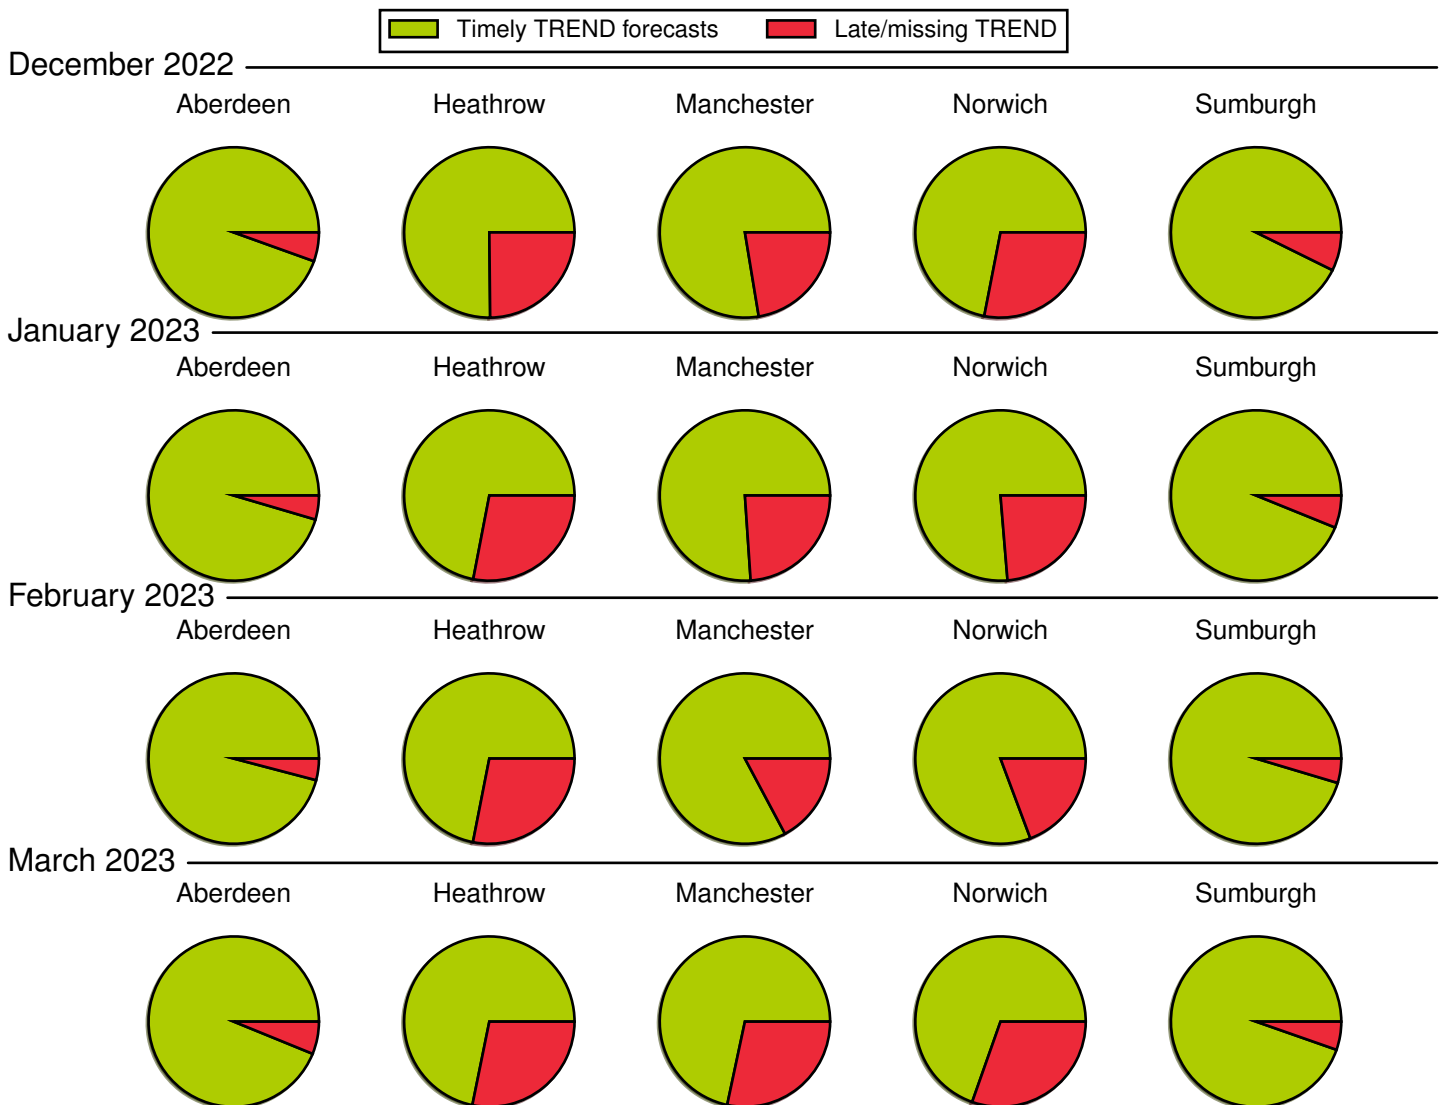 Timely TREND forecasts Late/missing TREND
December 2022
Aberdeen Heathrow Manchester Norwich Sumburgh
January 2023
Aberdeen Heathrow Manchester Norwich Sumburgh
February 2023
Aberdeen Heathrow Manchester Norwich Sumburgh
March 2023
Aberdeen Heathrow Manchester Norwich Sumburgh